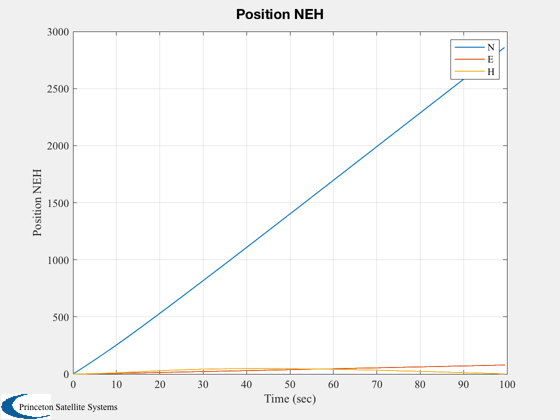 Position NEH
3000
2500
2000
1500
1000
500
0
Position NEH
N
E
H
0 10 20 30 40 50 60 70 80 90 100
Time (sec)
Princeton Satellite Systems